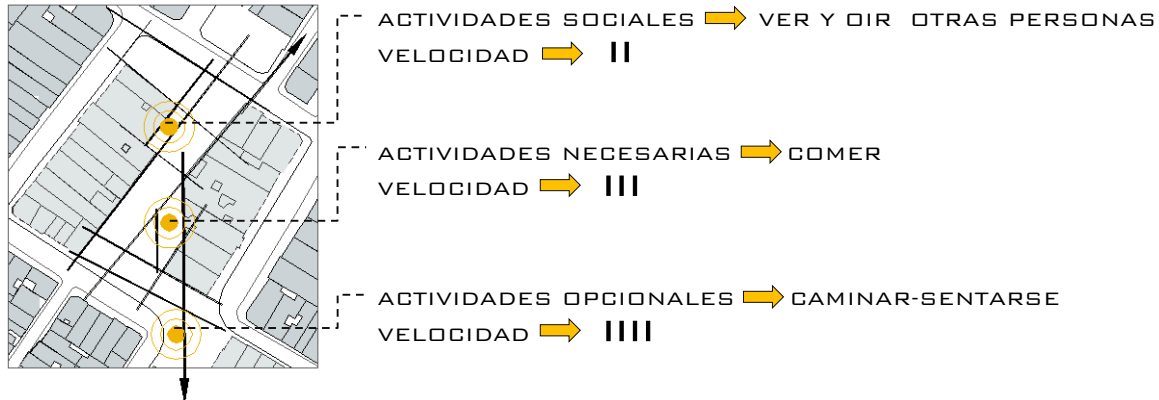 ACTIVIDADES SOCIALES VER Y OIR OTRAS PERSONAS
VELOCIDAD II
ACTIVIDADES NECESARIAS COMER
VELOCIDAD III
ACTIVIDADES OPCIONALES CAMINAR-SENTARSE
VELOCIDAD IIII